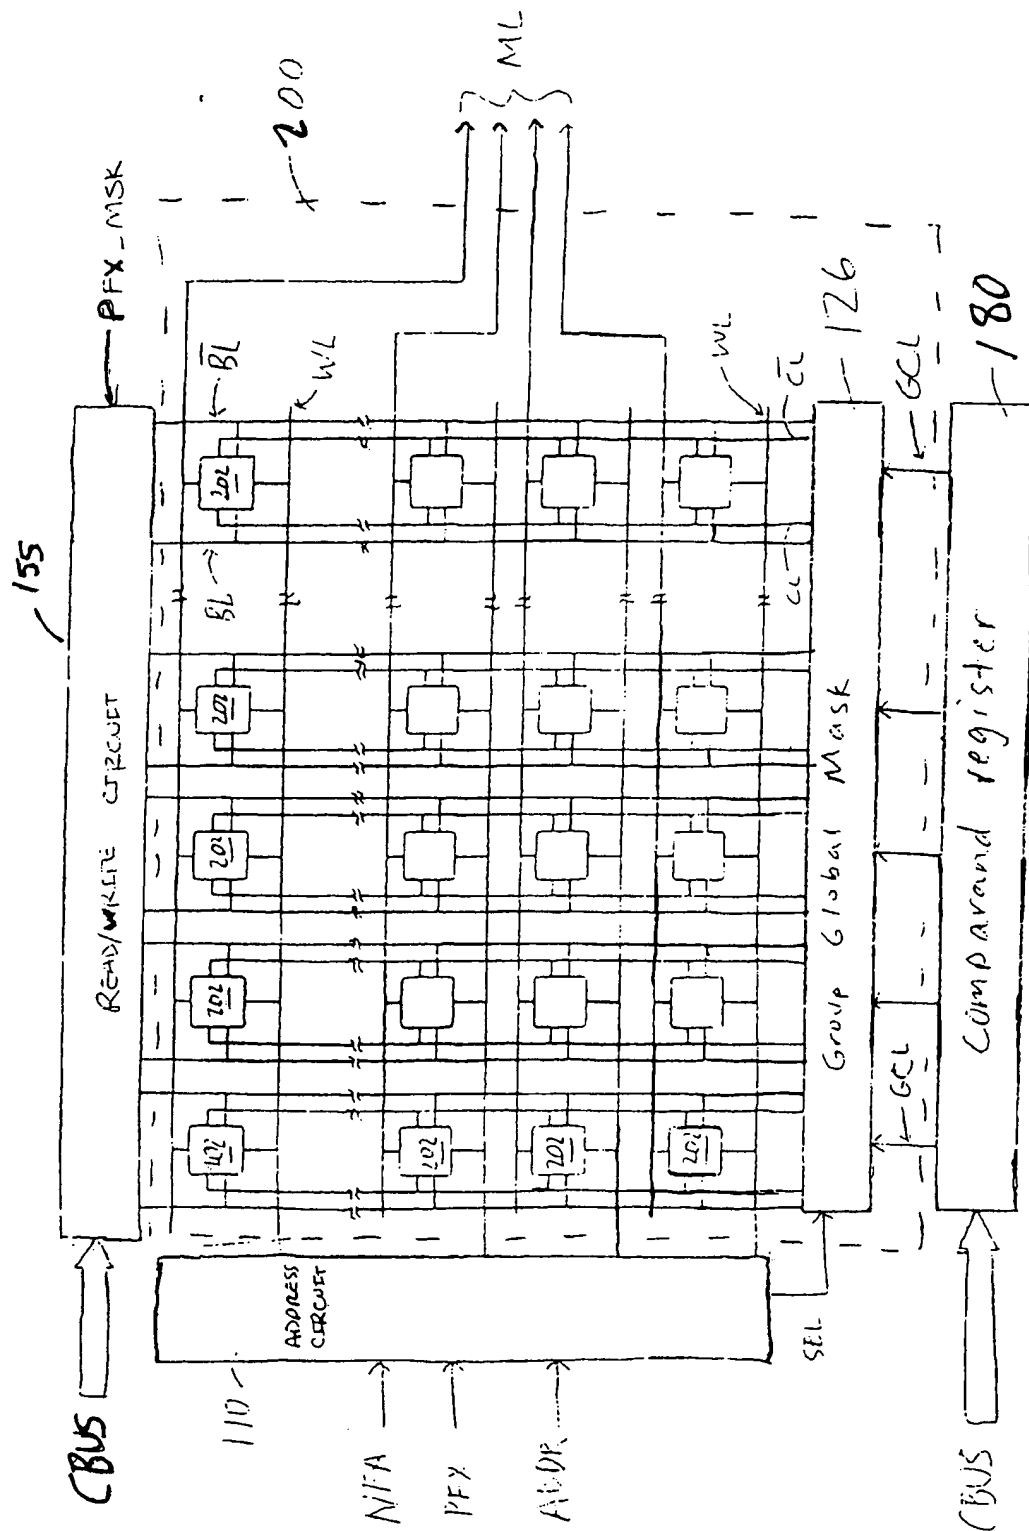 155
CBUS
READ/WRITE CIRCUIT
PFX_MSK
200
110
ADDRESS
CIRCUIT
NFA
PFX
ADDR
SEL
202
202
202
202
202
202
202
202
BL
BL
WL
WL
CL
CL
ML
Group Global Mask
126
GCL
GCL
CBUS
Comparand register
180